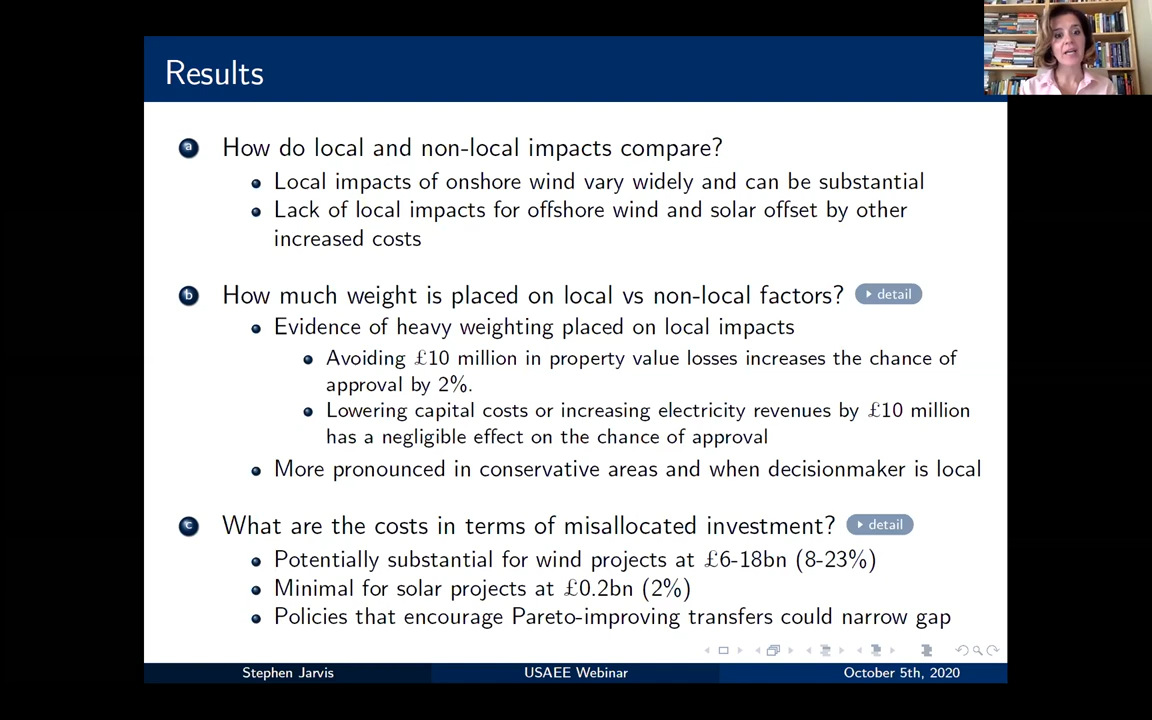 Results
a How do local and non-local impacts compare?
Local impacts of onshore wind vary widely and can be substantial
Lack of local impacts for offshore wind and solar offset by other
increased costs
b How much weight is placed on local vs non-local factors? detail
Evidence of heavy weighting placed on local impacts
Avoiding £10 million in property value losses increases the chance of
approval by 2%.
Lowering capital costs or increasing electricity revenues by £10 million
has a negligible effect on the chance of approval
More pronounced in conservative areas and when decisionmaker is local
c What are the costs in terms of misallocated investment? detail
Potentially substantial for wind projects at £6-18bn (8-23%)
Minimal for solar projects at £0.2bn (2%)
Policies that encourage Pareto-improving transfers could narrow gap
Stephen Jarvis USAEE Webinar October 5th, 2020